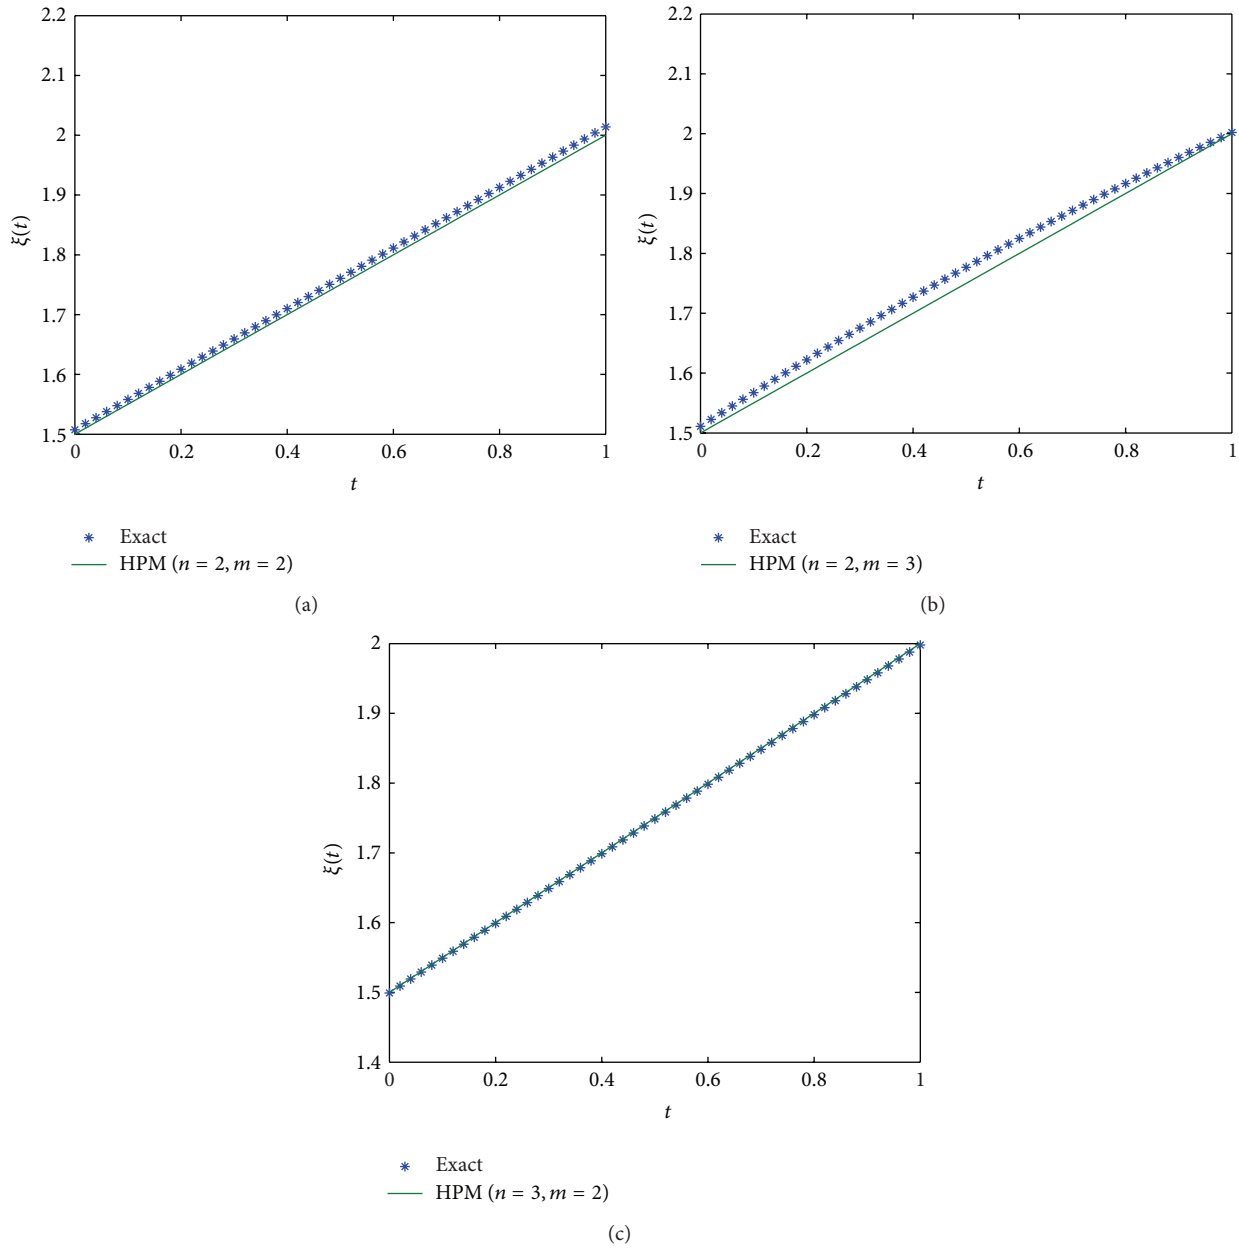 2.2
2.1
2
1.9
1.8
1.7
1.6
1.5
ξ(t)
0 0.2 0.4 0.6 0.8 1
t
Exact
HPM (n = 2, m = 2)
(a)
2.2
2.1
2
1.9
1.8
1.7
1.6
1.5
ξ(t)
0 0.2 0.4 0.6 0.8 1
t
Exact
HPM (n = 2, m = 3)
(b)
2
1.9
1.8
1.7
1.6
1.5
1.4
ξ(t)
0 0.2 0.4 0.6 0.8 1
t
Exact
HPM (n = 3, m = 2)
(c)